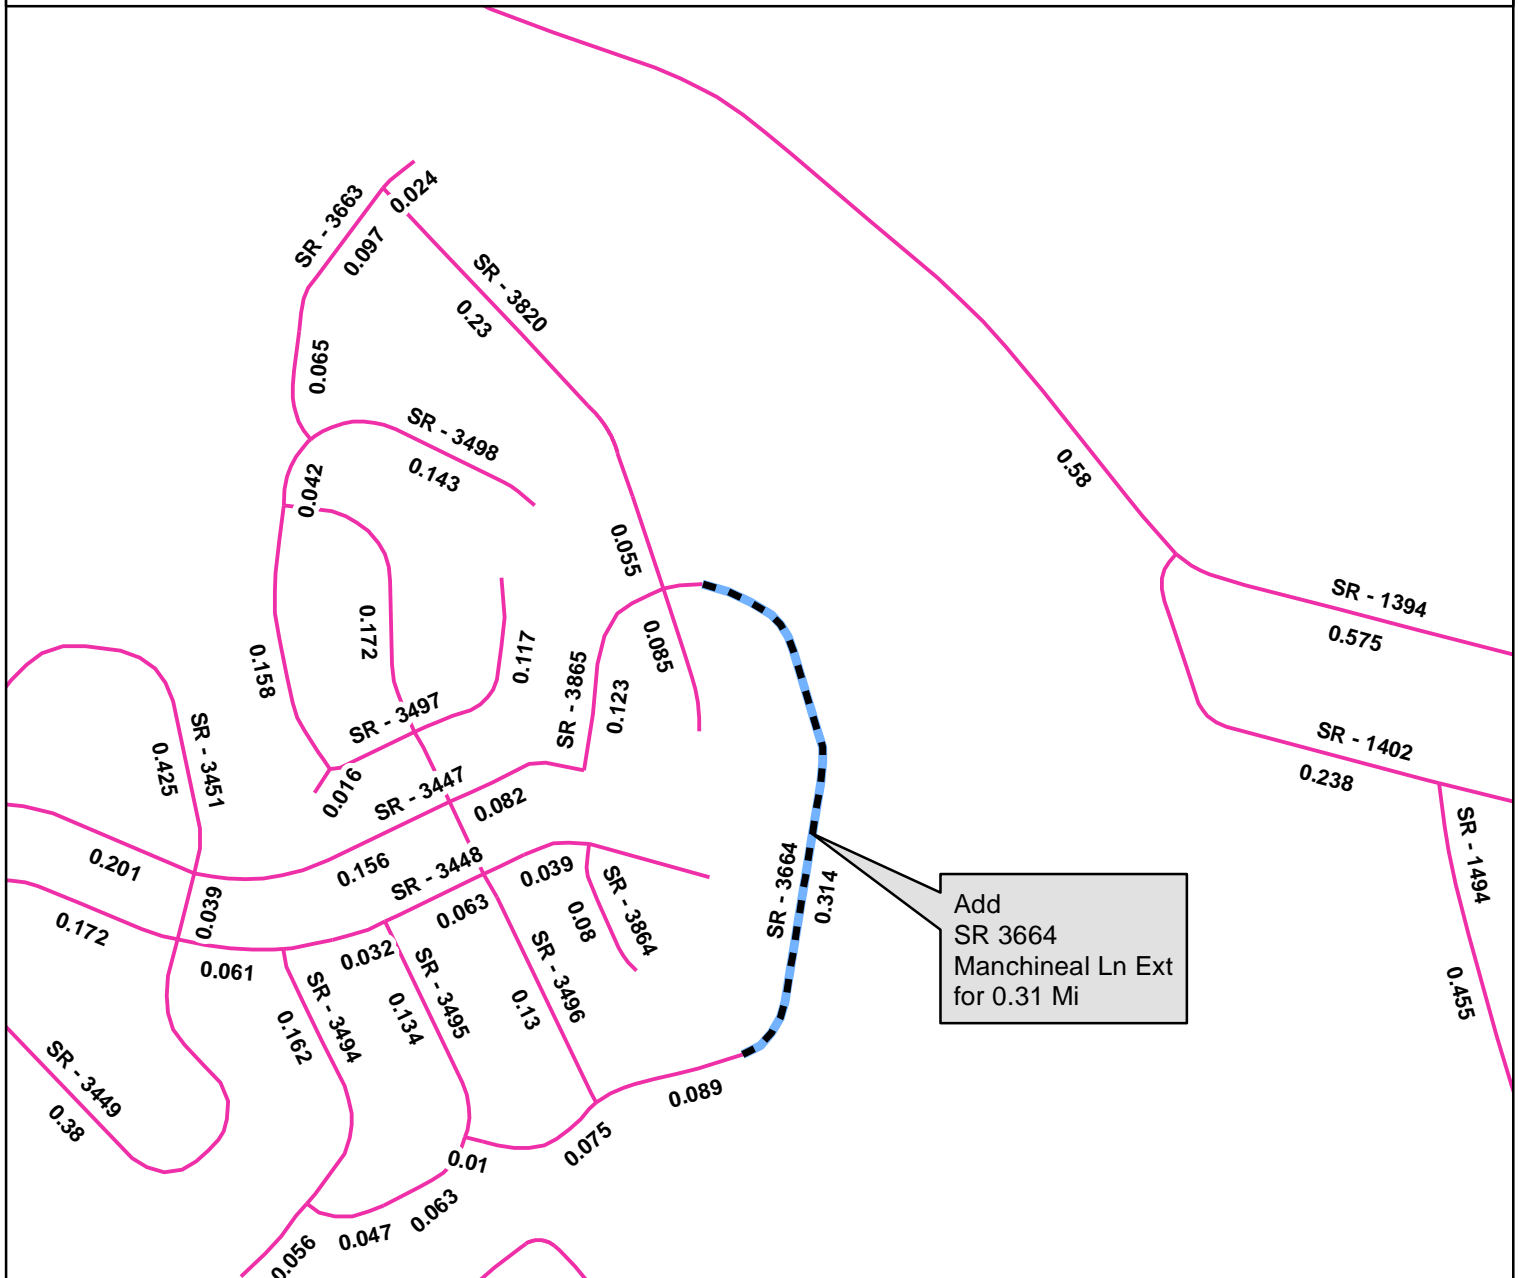 0.024
SR - 3663
0.097
SR - 3820
0.23
0.065
SR - 3498
0.143
0.58
0.042
0.055
SR - 1394
0.575
0.172
0.117
0.085
0.158
SR - 3865
0.123
SR - 3497
SR - 3451
0.425
SR - 1402
0.238
0.016
SR - 3447
0.082
SR - 1494
0.201
0.156
SR - 3448
0.039
SR - 3664
0.314
0.039
0.063
0.08
SR - 3864
Add
SR 3664
Manchineal Ln Ext
for 0.31 Mi
0.172
0.061
0.032
SR - 3494
0.162
SR - 3495
0.134
SR - 3496
0.13
0.455
SR - 3449
0.38
0.089
0.075
0.01
0.063
0.047
0.056